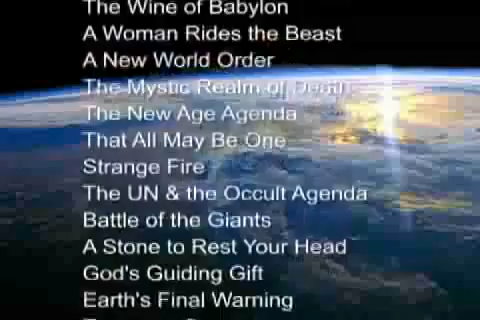 The Wine of Babylon
A Woman Rides the Beast
A New World Order
The Mystic Realm of Death
The New Age Agenda
That All May Be One
Strange Fire
The UN & the Occult Agenda
Battle of the Giants
A Stone to Rest Your Head
God's Guiding Gift
Earth's Final Warning